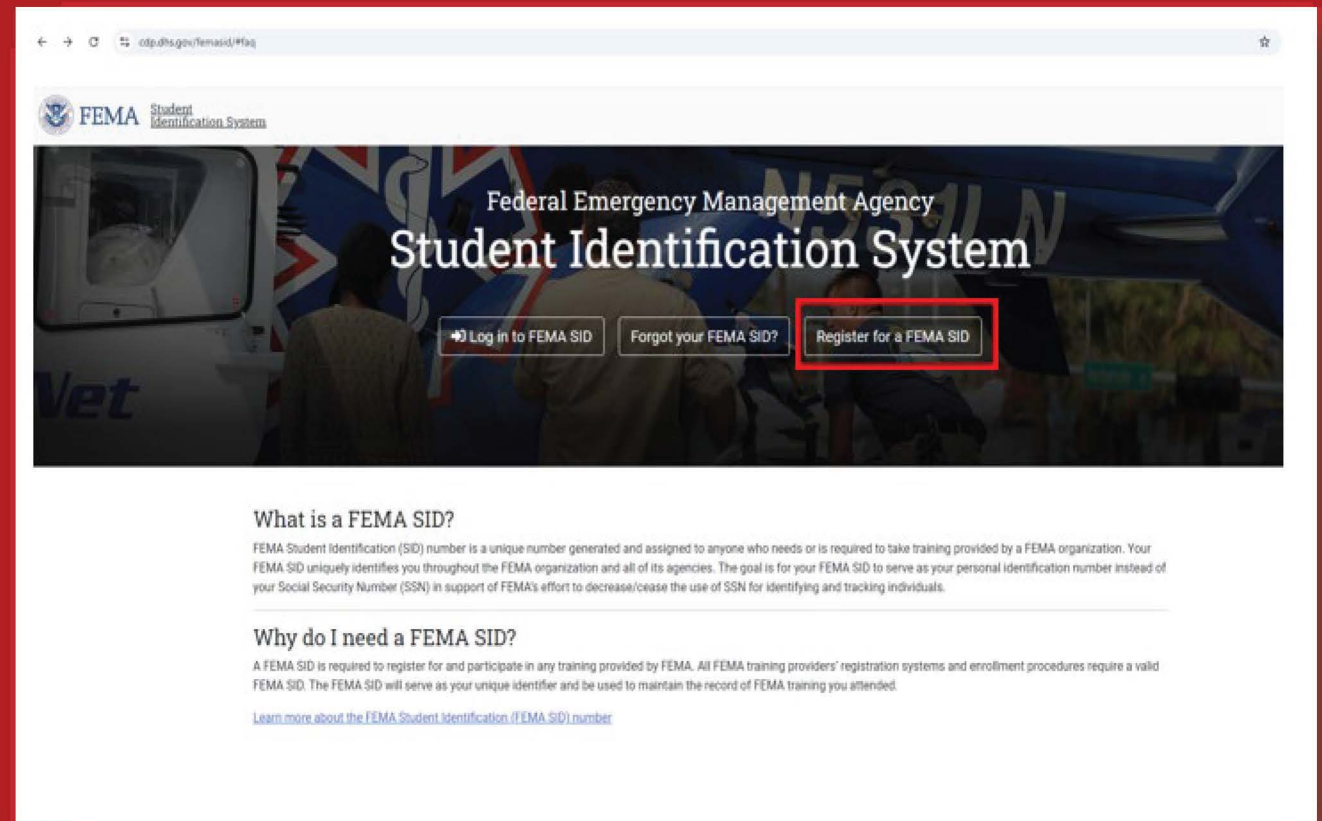 cdp.dhs.gov/femasid/#faq
FEMA
Student
Identification System
N531LN
Federal Emergency Management Agency
Student Identification System
Log in to FEMA SID
Forgot your FEMA SID?
Register for a FEMA SID
Net
What is a FEMA SID?
FEMA Student Identification (SID) number is a unique number generated and assigned to anyone who needs or is required to take training provided by a FEMA organization. Your
FEMA SID uniquely identifies you throughout the FEMA organization and all of its agencies. The goal is for your FEMA SID to serve as your personal identification number instead of
your Social Security Number (SSN) in support of FEMA's effort to decrease/cease the use of SSN for identifying and tracking individuals.
Why do I need a FEMA SID?
A FEMA SID is required to register for and participate in any training provided by FEMA. All FEMA training providers' registration systems and enrollment procedures require a valid
FEMA SID. The FEMA SID will serve as your unique identifier and be used to maintain the record of FEMA training you attended.
Learn more about the FEMA Student Identification (FEMA SID) number